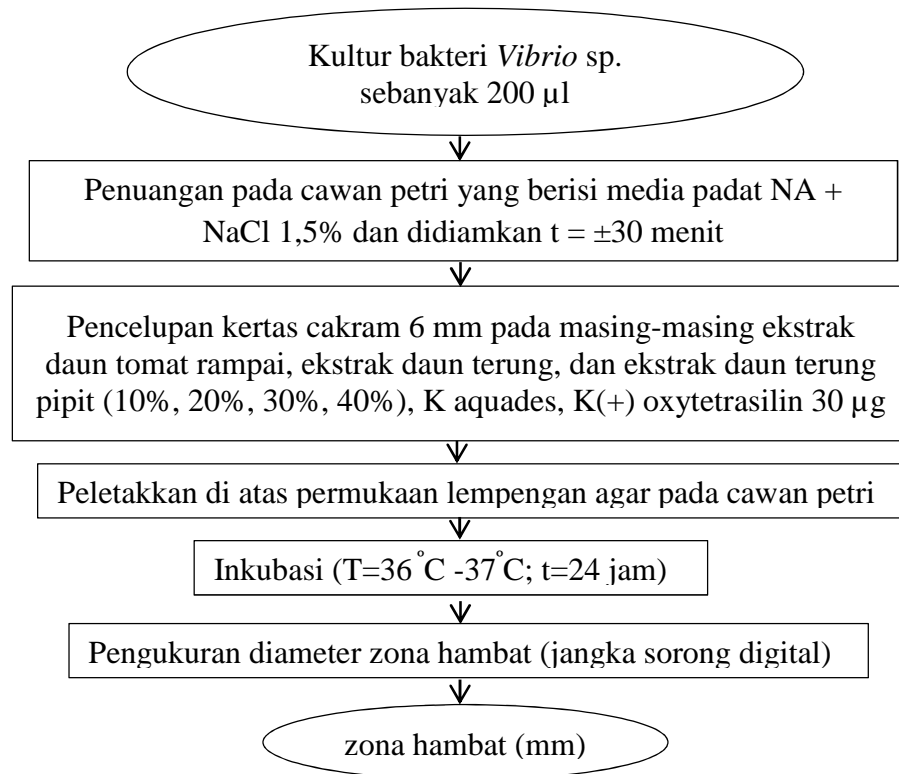 Kultur bakteri Vibrio sp.
sebanyak 200 µl
Penuangan pada cawan petri yang berisi media padat NA +
NaCl 1,5% dan didiamkan t = ±30 menit
Pencelupan kertas cakram 6 mm pada masing-masing ekstrak
daun tomat rampai, ekstrak daun terung, dan ekstrak daun terung
pipit (10%, 20%, 30%, 40%), K aquades, K(+) oxytetrasilin 30 µg
Peletakkan di atas permukaan lempengan agar pada cawan petri
Inkubasi (T=36°C -37°C; t=24 jam)
Pengukuran diameter zona hambat (jangka sorong digital)
zona hambat (mm)